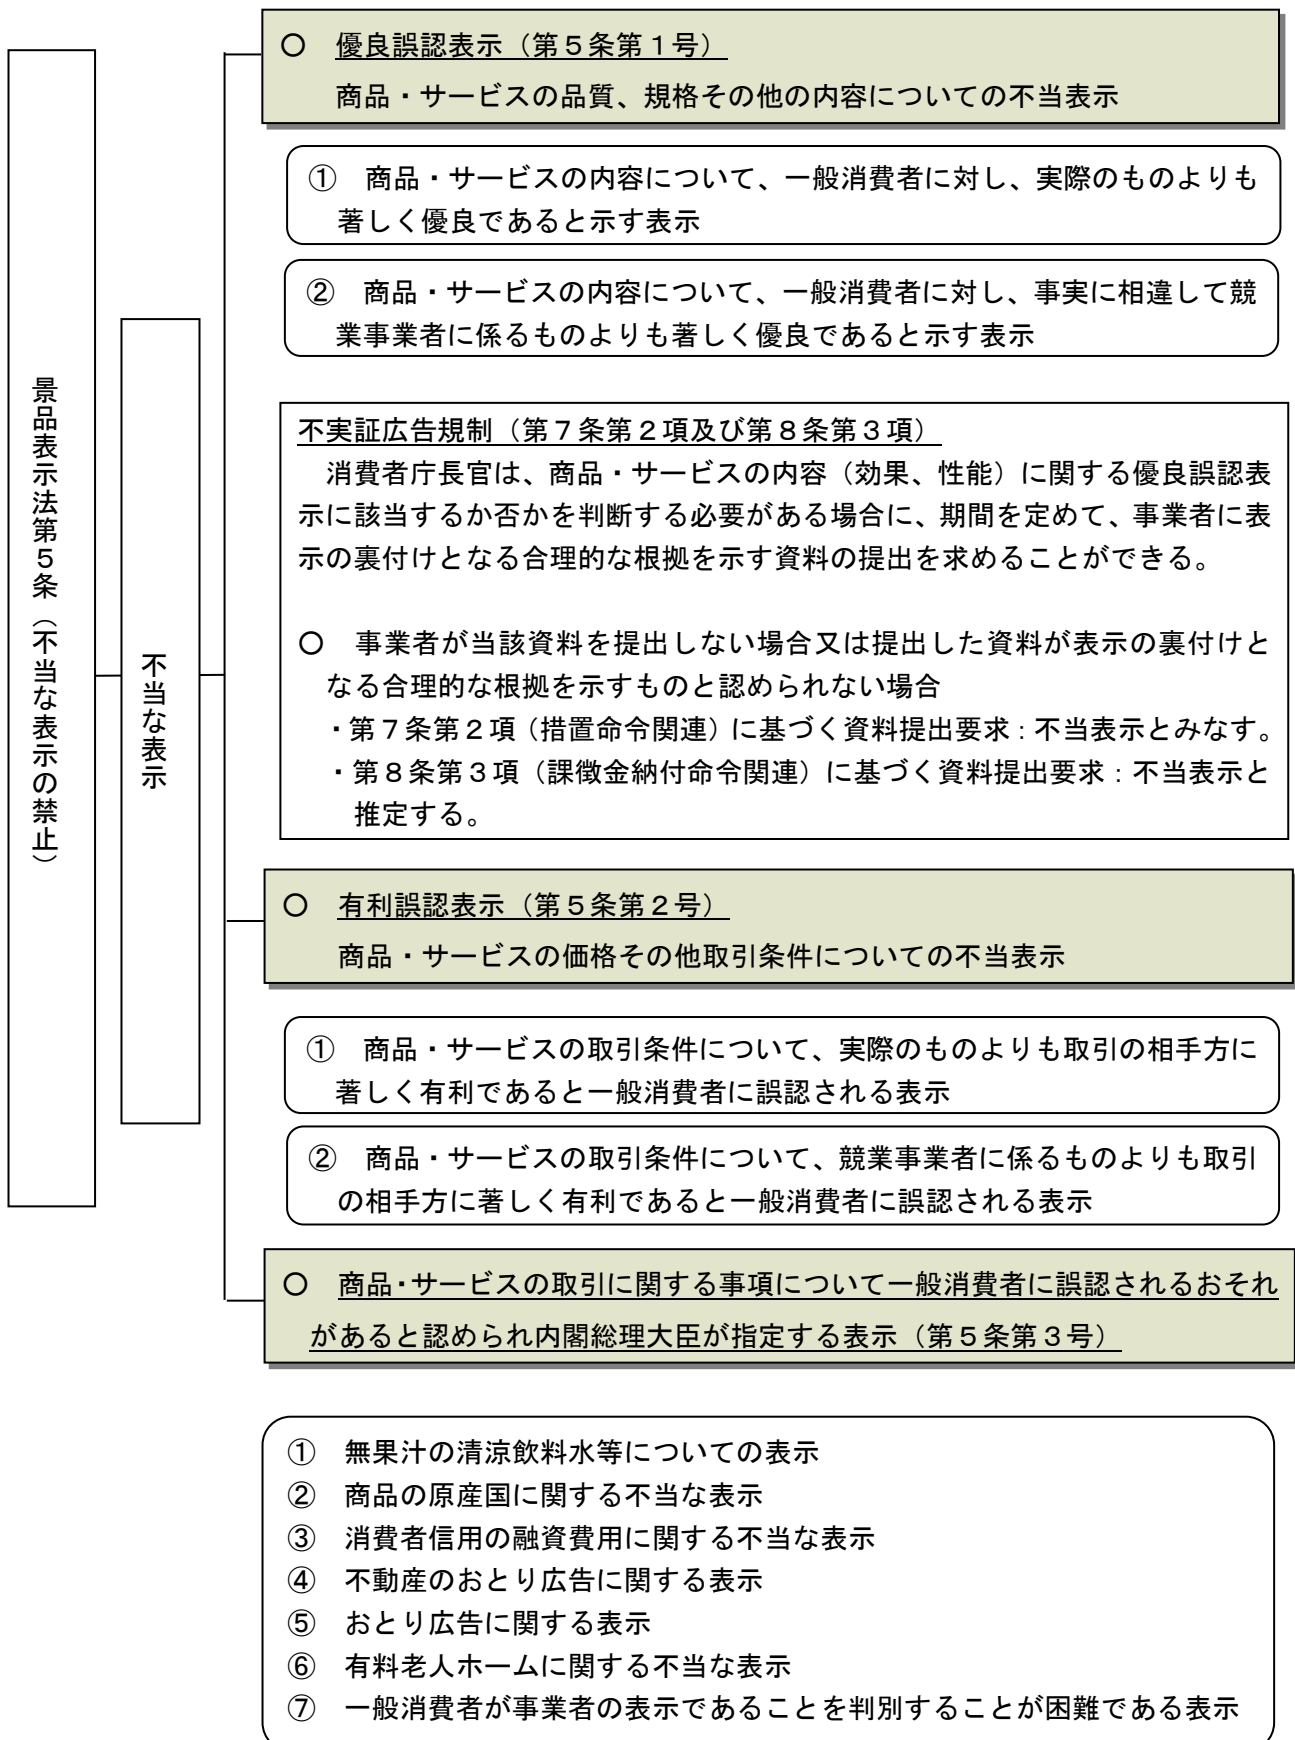 景品表示法第５条（不当な表示の禁止）
不当な表示
○　優良誤認表示（第５条第１号）
商品・サービスの品質、規格その他の内容についての不当表示
①　商品・サービスの内容について、一般消費者に対し、実際のものよりも
著しく優良であると示す表示
②　商品・サービスの内容について、一般消費者に対し、事実に相違して競
業事業者に係るものよりも著しく優良であると示す表示
不実証広告規制（第７条第２項及び第８条第３項）
消費者庁長官は、商品・サービスの内容（効果、性能）に関する優良誤認表
示に該当するか否かを判断する必要がある場合に、期間を定めて、事業者に表
示の裏付けとなる合理的な根拠を示す資料の提出を求めることができる。
○　事業者が当該資料を提出しない場合又は提出した資料が表示の裏付けと
なる合理的な根拠を示すものと認められない場合
・第７条第２項（措置命令関連）に基づく資料提出要求：不当表示とみなす。
・第８条第３項（課徴金納付命令関連）に基づく資料提出要求：不当表示と
推定する。
○　有利誤認表示（第５条第２号）
商品・サービスの価格その他取引条件についての不当表示
①　商品・サービスの取引条件について、実際のものよりも取引の相手方に
著しく有利であると一般消費者に誤認される表示
②　商品・サービスの取引条件について、競業事業者に係るものよりも取引
の相手方に著しく有利であると一般消費者に誤認される表示
○　商品・サービスの取引に関する事項について一般消費者に誤認されるおそれ
があると認められ内閣総理大臣が指定する表示（第５条第３号）
①　無果汁の清涼飲料水等についての表示
②　商品の原産国に関する不当な表示
③　消費者信用の融資費用に関する不当な表示
④　不動産のおとり広告に関する表示
⑤　おとり広告に関する表示
⑥　有料老人ホームに関する不当な表示
⑦　一般消費者が事業者の表示であることを判別することが困難である表示